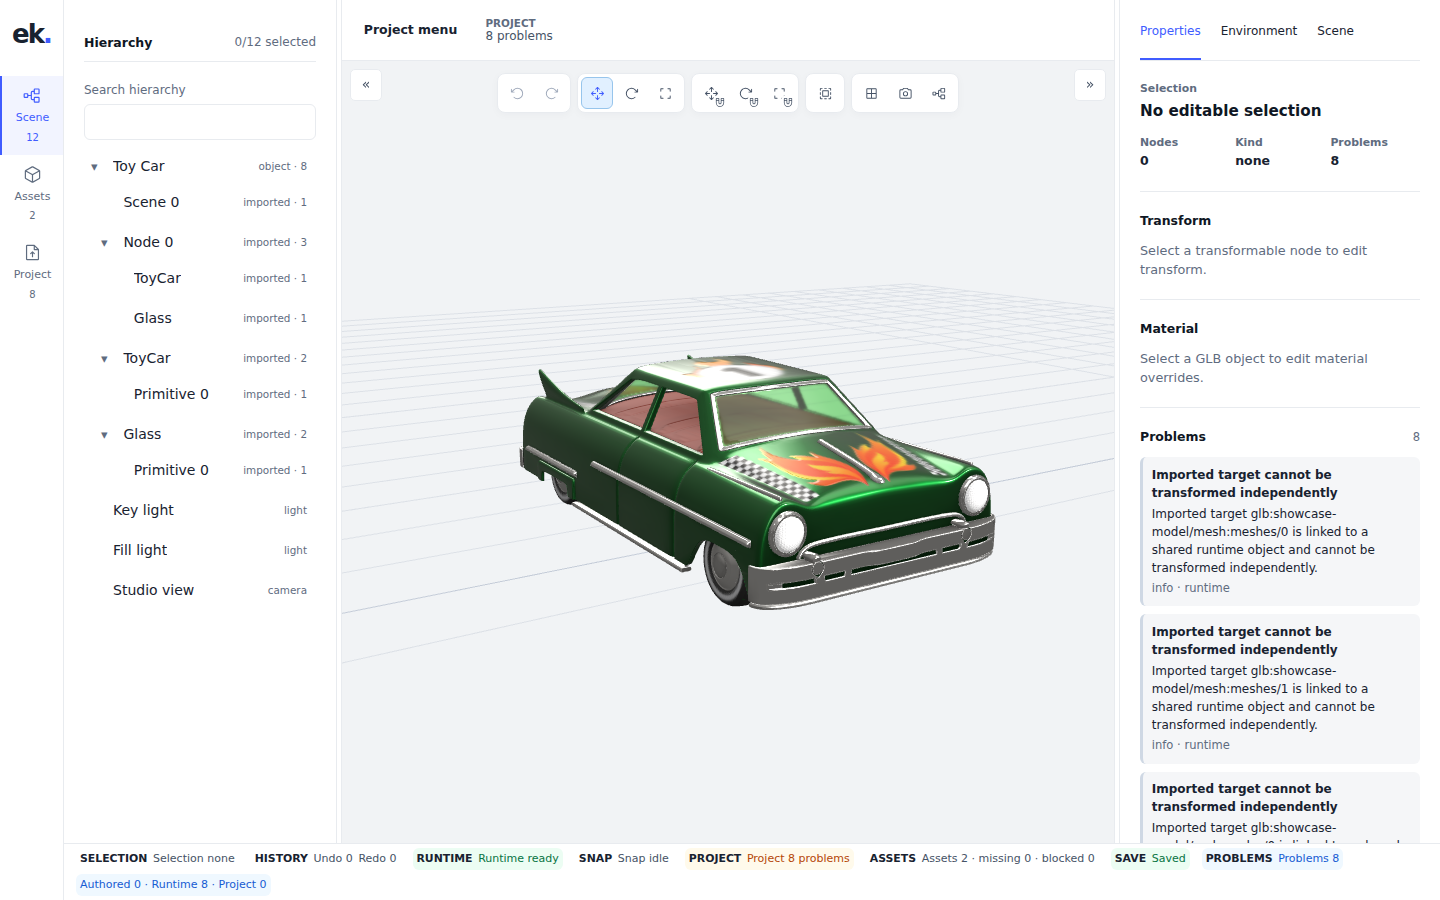 ek.
Scene
12
Assets
2
Project
8
Hierarchy
0/12 selected
Search hierarchy
Toy Car
object · 8
Scene 0
imported · 1
Node 0
imported · 3
ToyCar
imported · 1
Glass
imported · 1
ToyCar
imported · 2
Primitive 0
imported · 1
Glass
imported · 2
Primitive 0
imported · 1
Key light
light
Fill light
light
Studio view
camera
Project menu
PROJECT
8 problems
«
»
1
Properties
Environment
Scene
Selection
No editable selection
Nodes
Kind
Problems
0
none
8
Transform
Select a transformable node to edit
transform.
Material
Select a GLB object to edit material
overrides.
Problems
8
Imported target cannot be
transformed independently
Imported target glb:showcase-
model/mesh:meshes/0 is linked to a
shared runtime object and cannot be
transformed independently.
info · runtime
Imported target cannot be
transformed independently
Imported target glb:showcase-
model/mesh:meshes/1 is linked to a
shared runtime object and cannot be
transformed independently.
info · runtime
Imported target cannot be
transformed independently
Imported target glb:showcase-
SELECTION Selection none
HISTORY Undo 0 Redo 0
RUNTIME Runtime ready
SNAP Snap idle
PROJECT Project 8 problems
ASSETS Assets 2 · missing 0 · blocked 0
SAVE Saved
PROBLEMS Problems 8
Authored 0 · Runtime 8 · Project 0